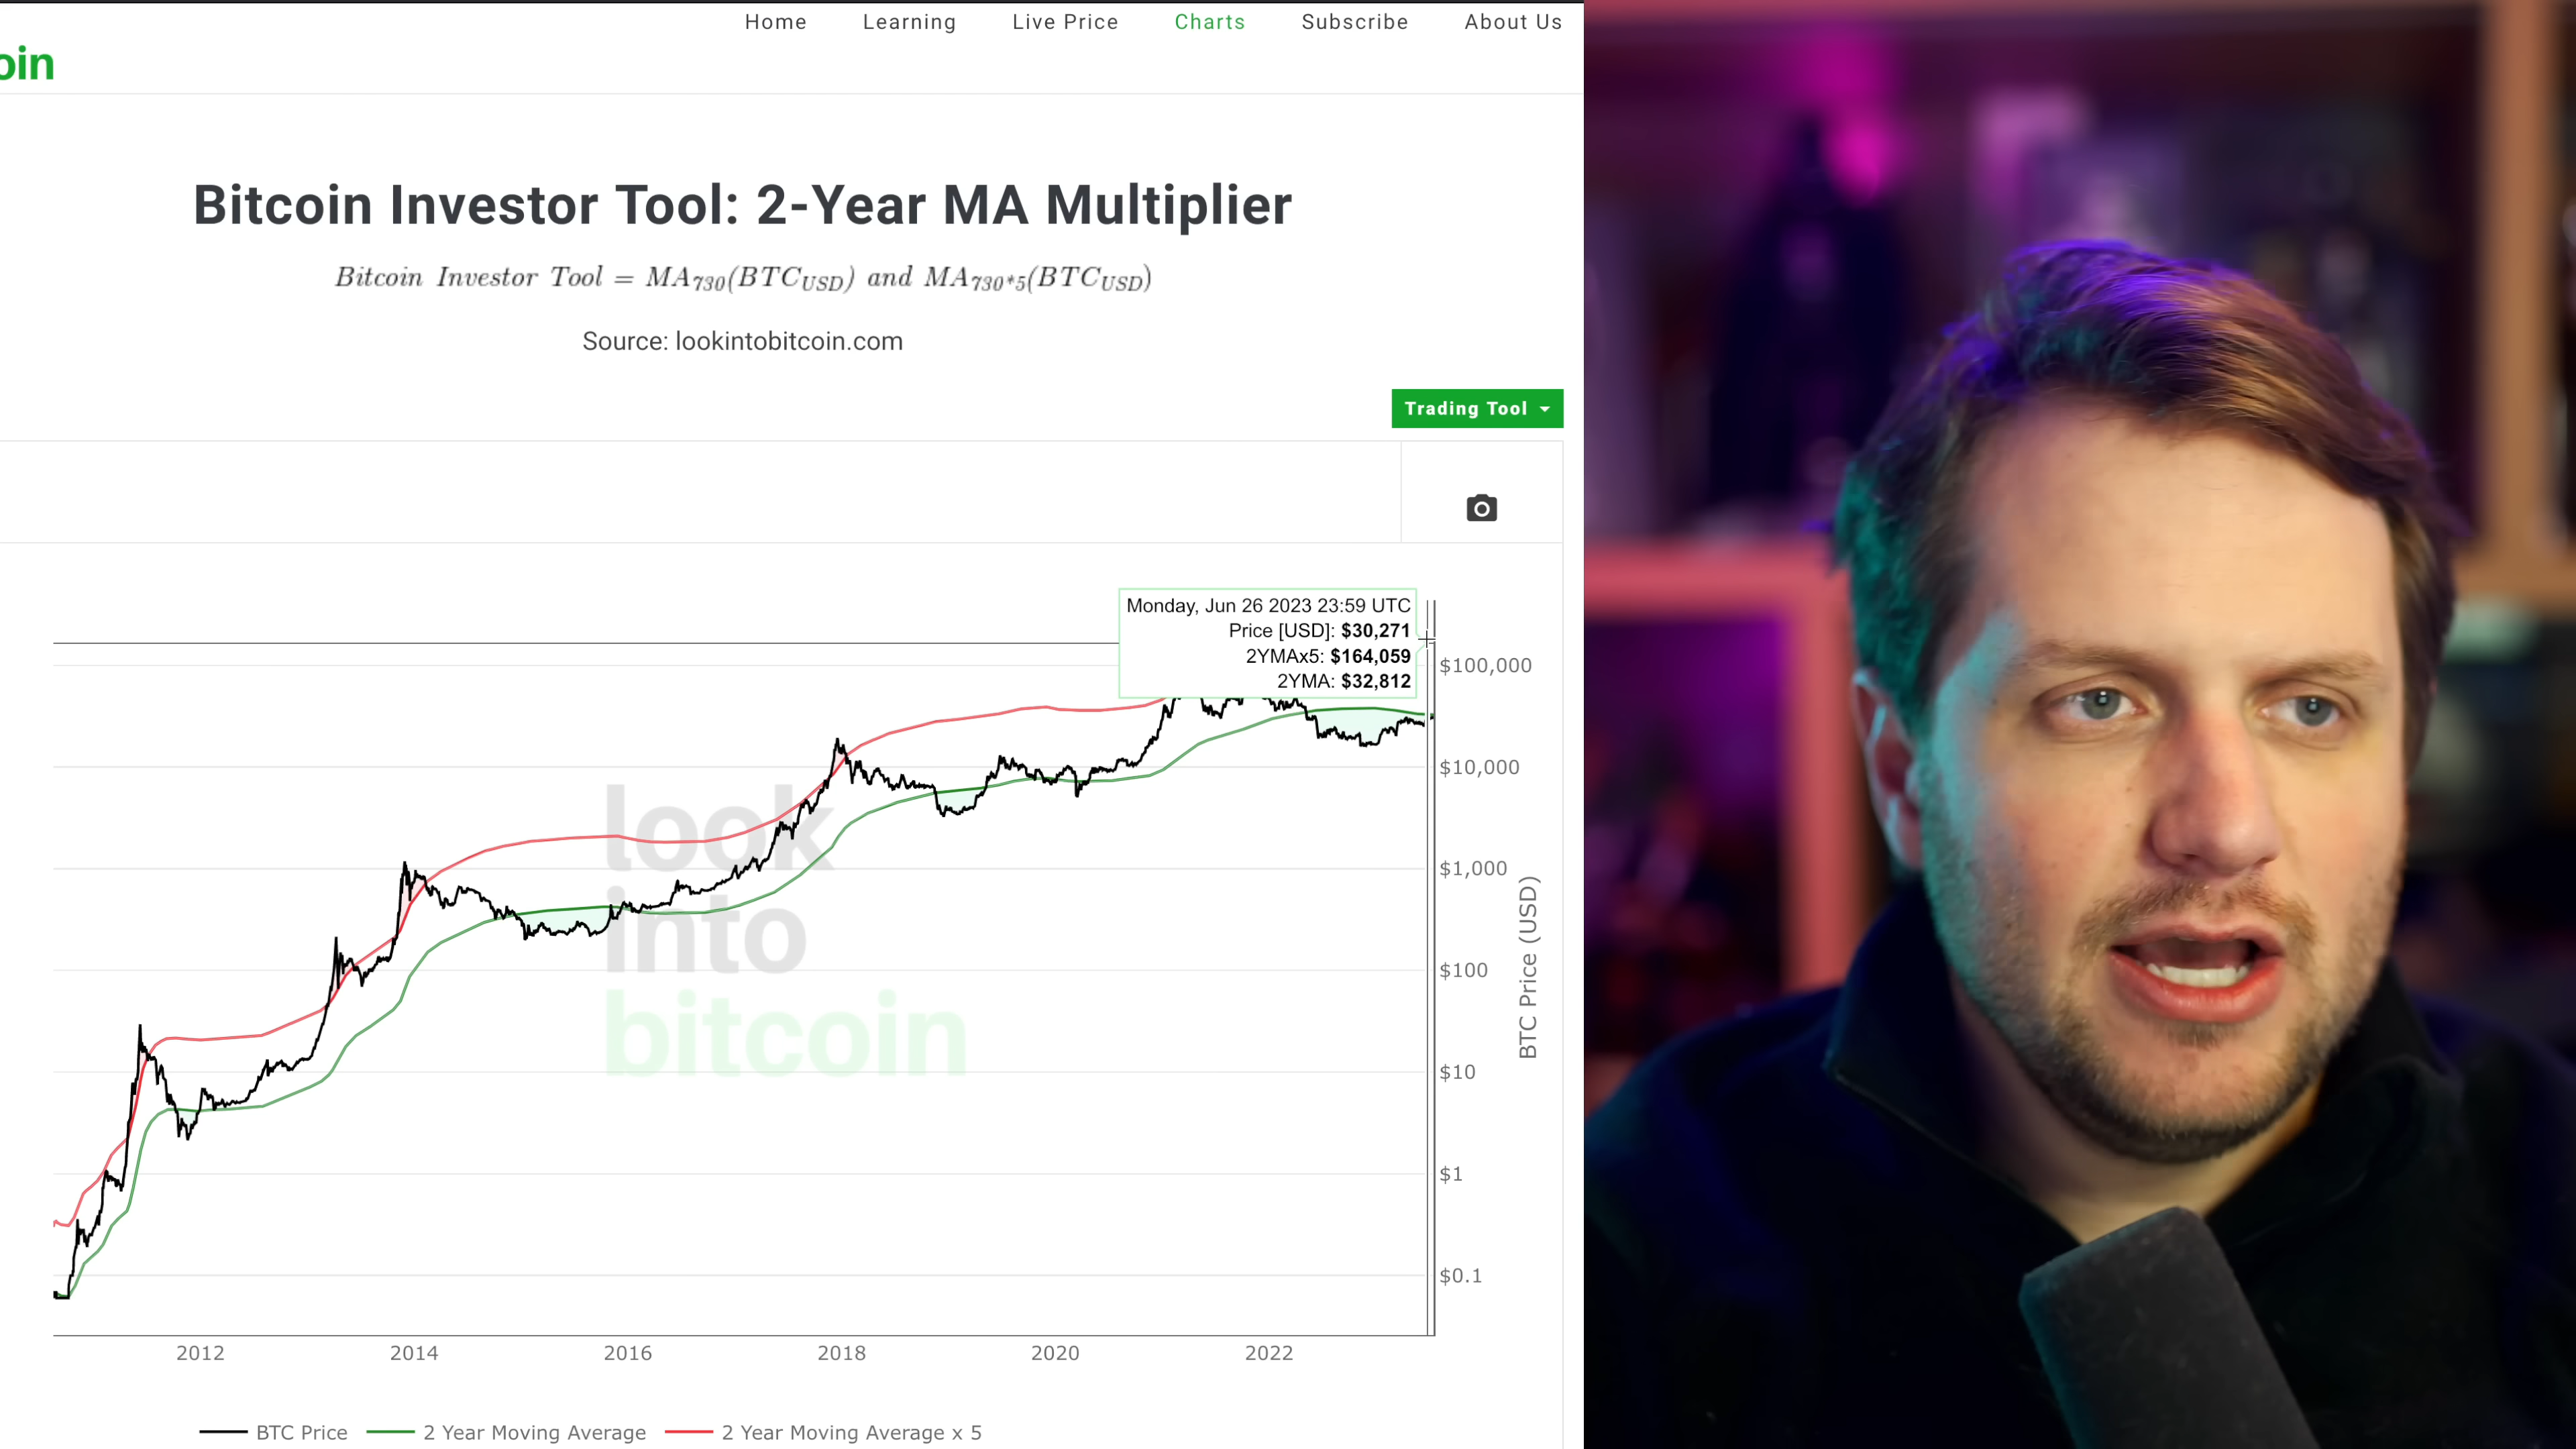 Home Learning Live Price Charts Subscribe About Us
oin
Bitcoin Investor Tool: 2-Year MA Multiplier
Bitcoin Investor Tool = MA730(BTCUSD) and MA730*5(BTCUSD)
Source: lookintobitcoin.com
Trading Tool
Monday, Jun 26 2023 23:59 UTC
Price [USD]: $30,271
2YMAx5: $164,059
2YMA: $32,812
$100,000
$10,000
$1,000
$100
$10
$1
$0.1
BTC Price (USD)
look
into
bitcoin
2012 2014 2016 2018 2020 2022
BTC Price 2 Year Moving Average 2 Year Moving Average x 5